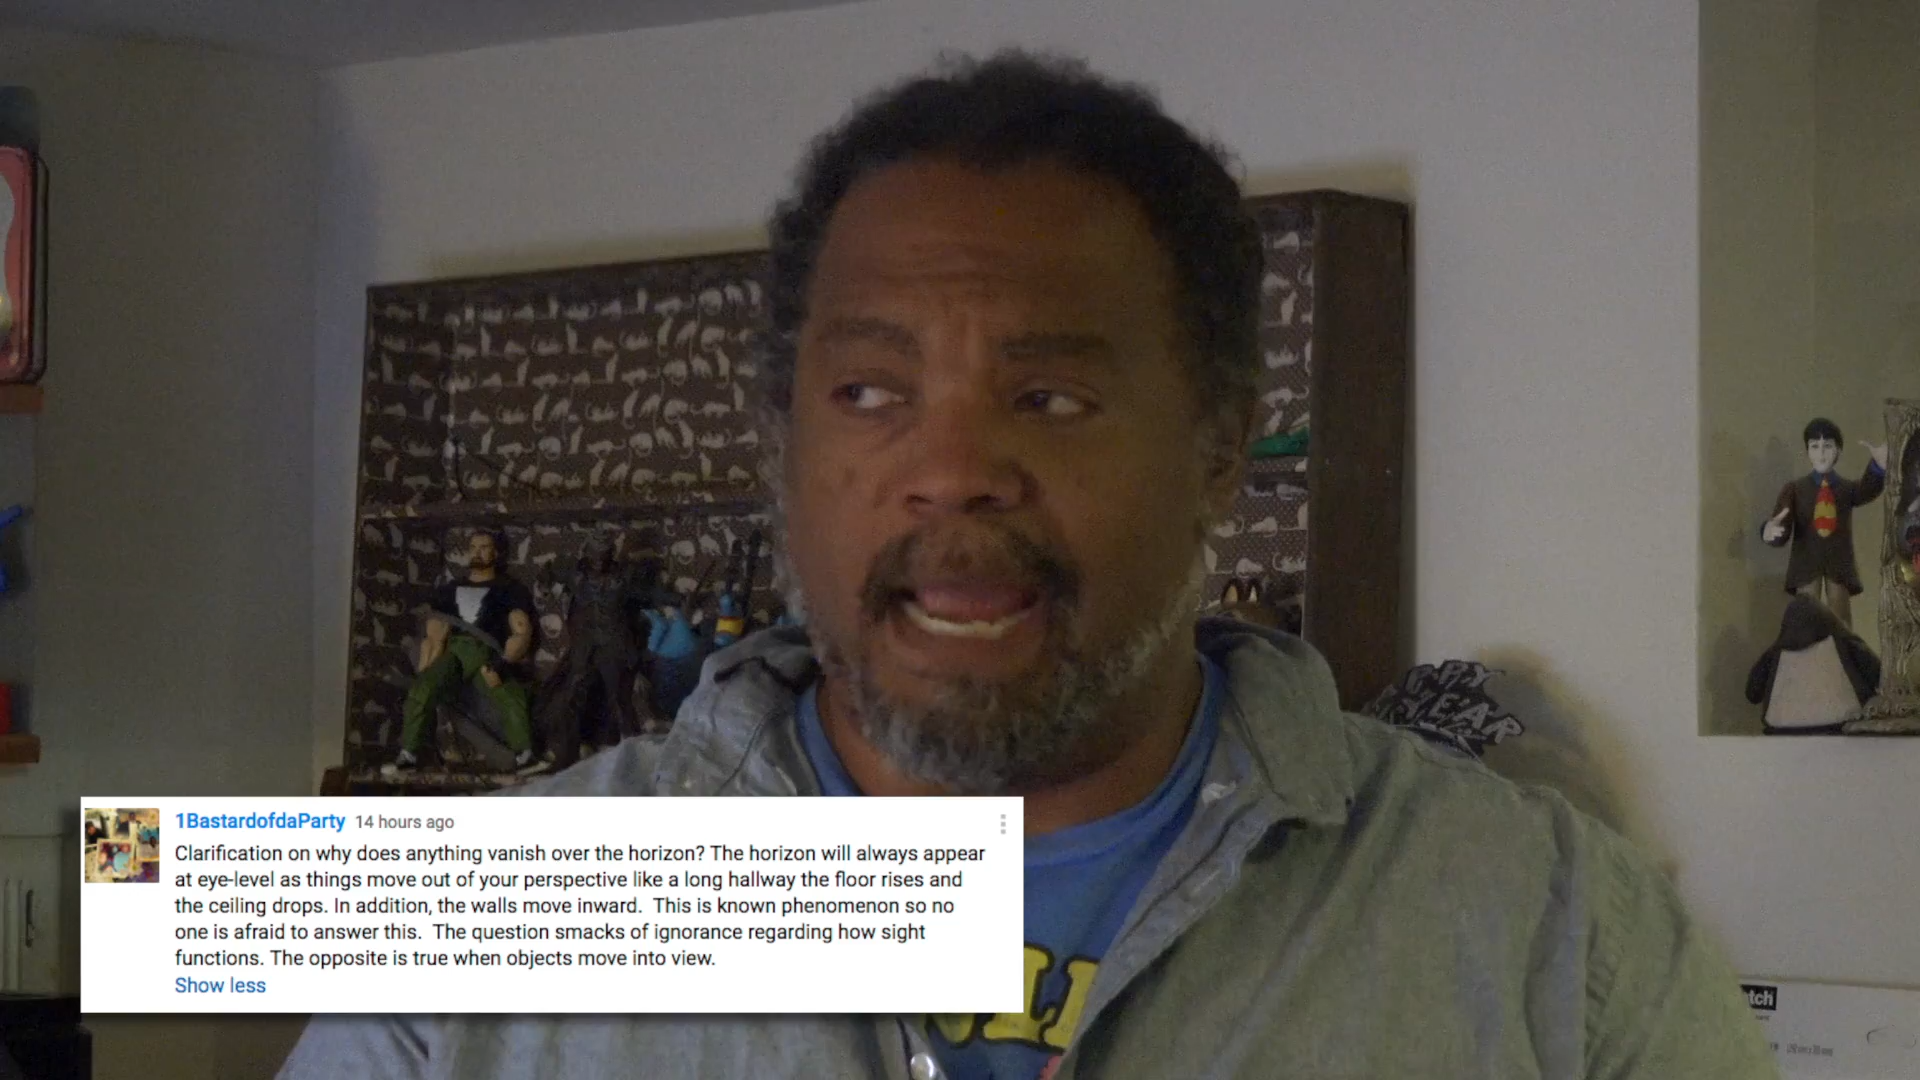 PPY
YEAR
1BastardofdaParty 14 hours ago
Clarification on why does anything vanish over the horizon? The horizon will always appear
at eye-level as things move out of your perspective like a long hallway the floor rises and
the ceiling drops. In addition, the walls move inward.  This is known phenomenon so no
one is afraid to answer this.  The question smacks of ignorance regarding how sight
functions. The opposite is true when objects move into view.
Show less
tch